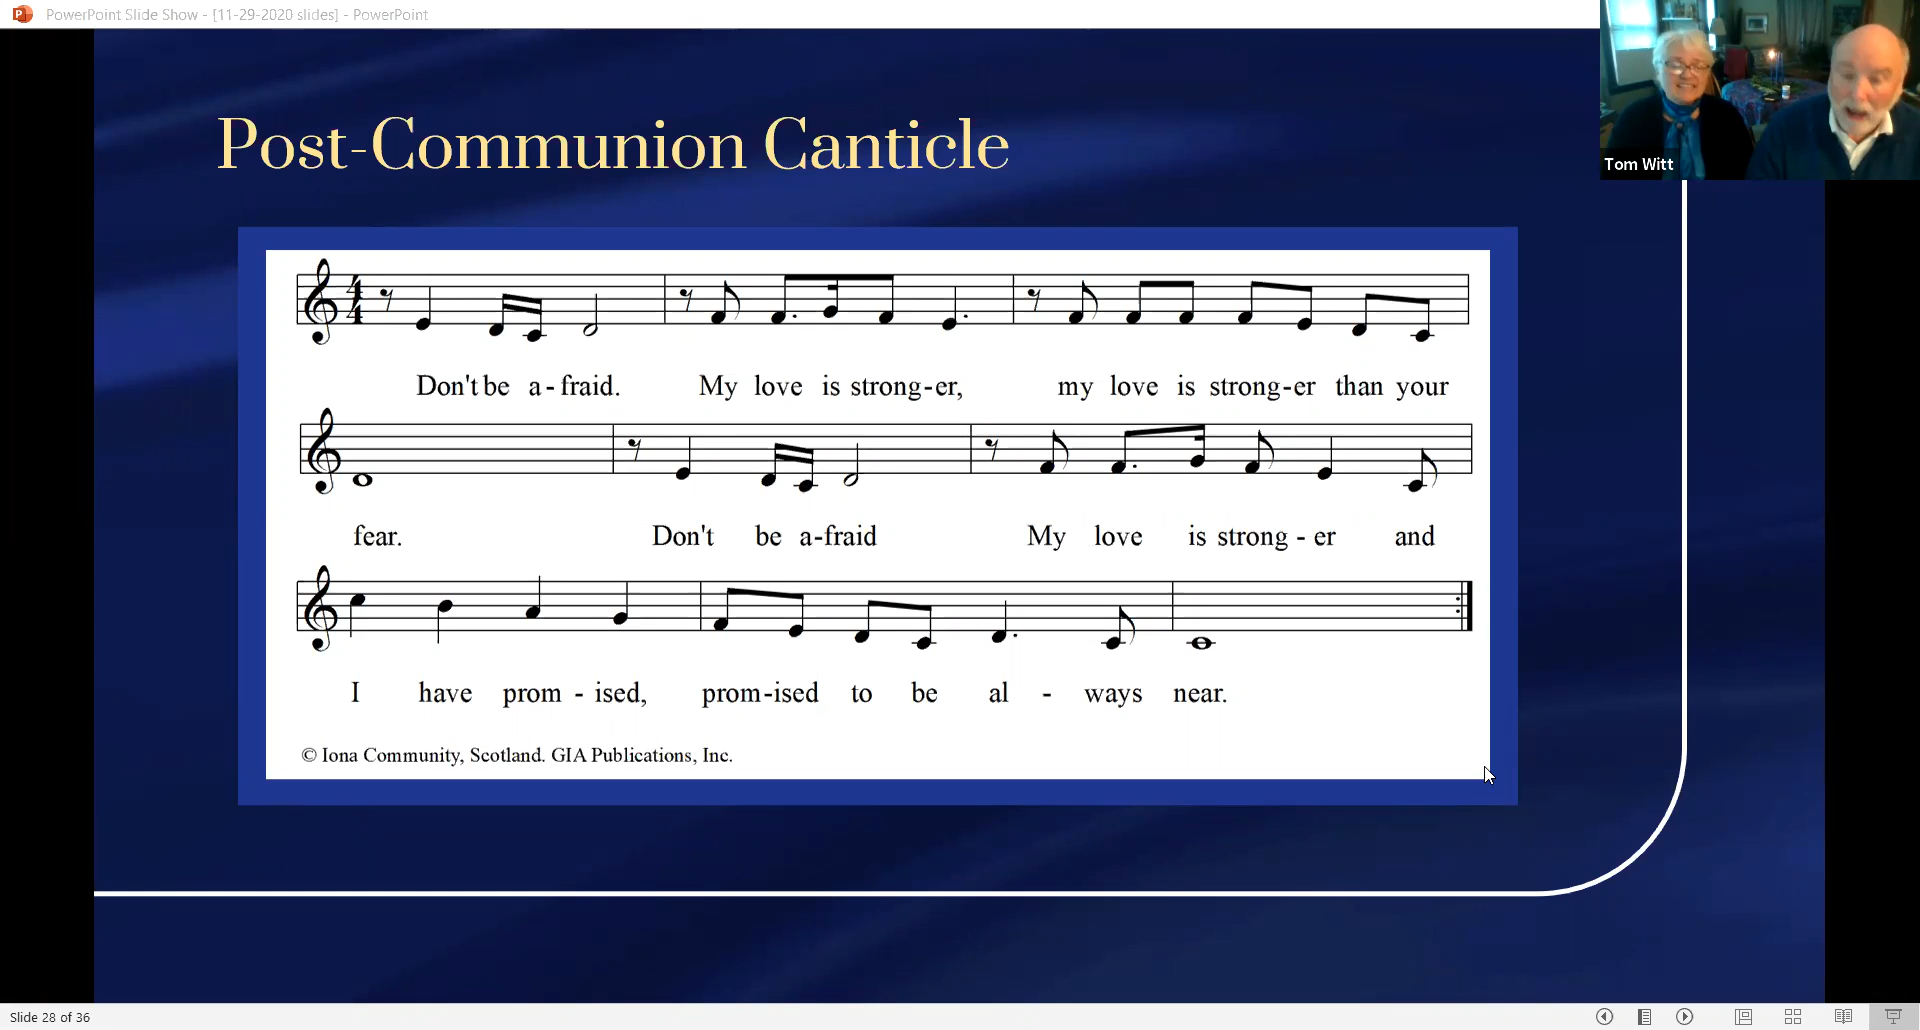 PowerPoint Slide Show - [11-29-2020 slides] - PowerPoint
Tom Witt
Post-Communion Canticle
4
4
Don't be a-fraid. My love is strong-er, my love is strong-er than your
fear. Don't be a-fraid My love is strong-er and
I have prom-ised, prom-ised to be al-ways near.
© Iona Community, Scotland. GIA Publications, Inc.
Slide 28 of 36